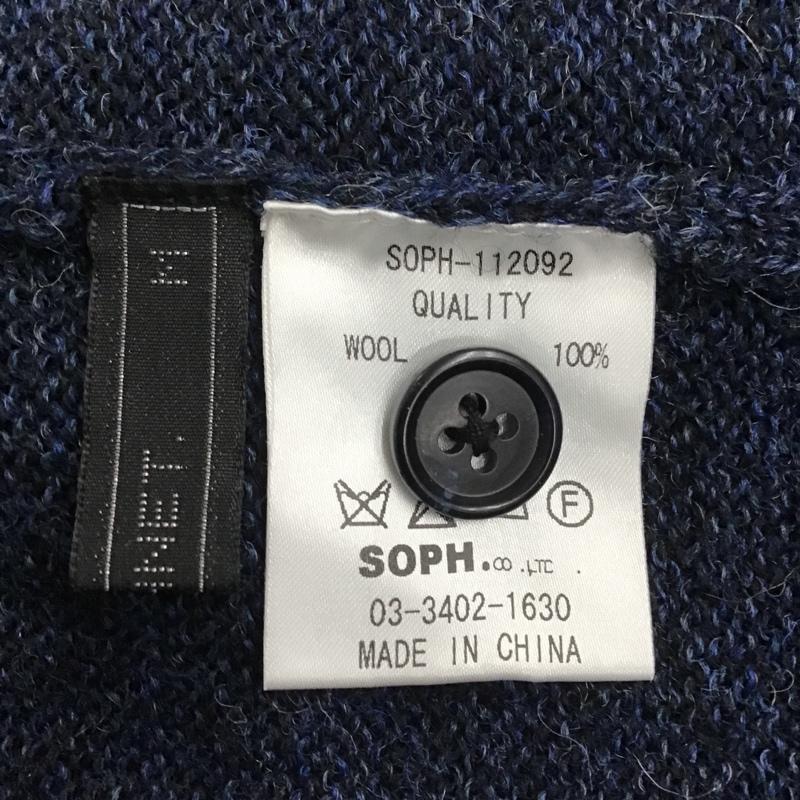 M
NET.
SOPH-112092
QUALITY
WOOL 100%
F
SOPH.co.,LTD.
03-3402-1630
MADE IN CHINA